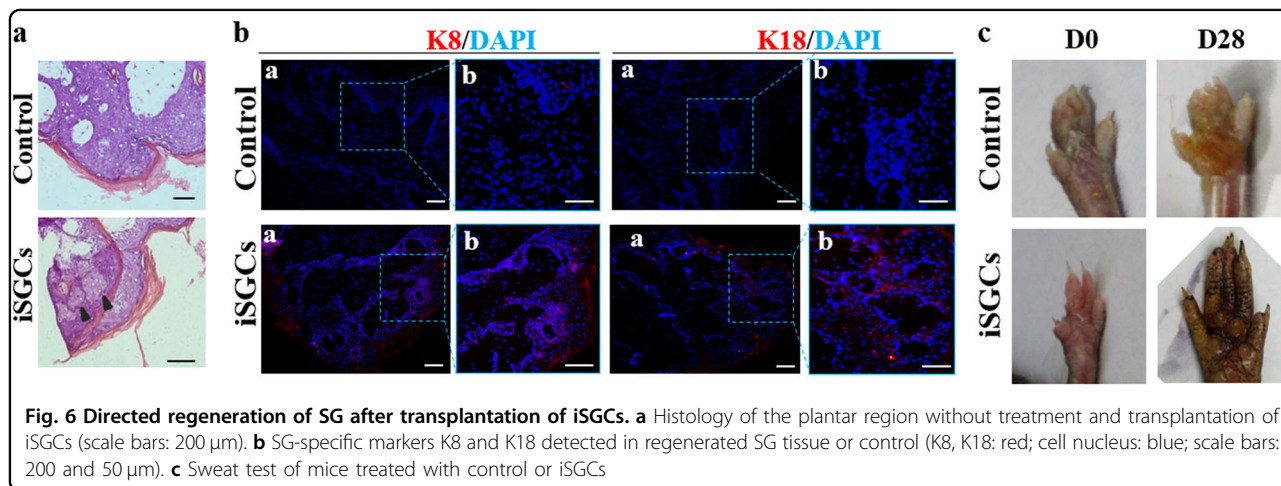 a
b
c
K8/DAPI
K18/DAPI
D0
D28
Control
iSGCs
Control
a
b
a
b
iSGCs
a
b
a
b
Control
iSGCs
Fig. 6 Directed regeneration of SG after transplantation of iSGCs. a Histology of the plantar region without treatment and transplantation of
iSGCs (scale bars: 200 μm). b SG-specific markers K8 and K18 detected in regenerated SG tissue or control (K8, K18: red; cell nucleus: blue; scale bars:
200 and 50 μm). c Sweat test of mice treated with control or iSGCs